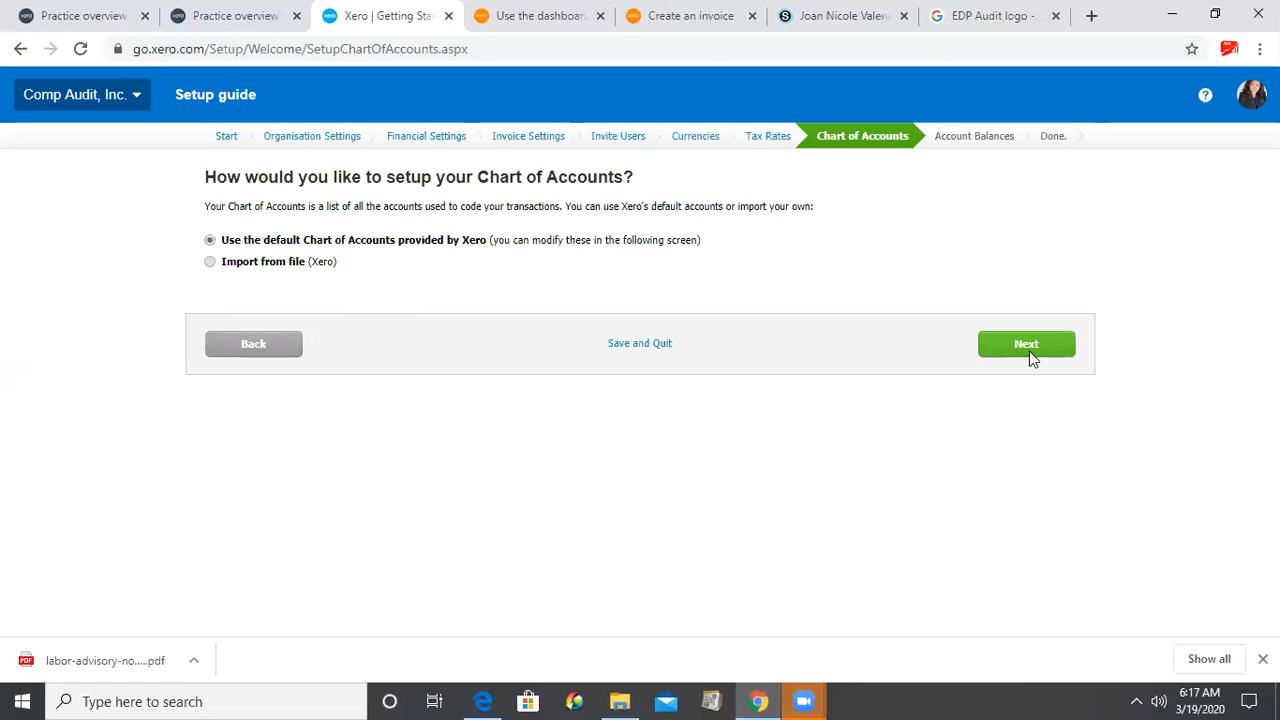 Practice overview
Practice overview
Xero | Getting Sta
Use the dashboar
Create an invoice
Joan Nicole Valen
EDP Audit logo
go.xero.com/Setup/Welcome/SetupChartOfAccounts.aspx
Comp Audit, Inc.
Setup guide
Start
Organisation Settings
Financial Settings
Invoice Settings
Invite Users
Currencies
Tax Rates
Chart of Accounts
Account Balances
Done.
How would you like to setup your Chart of Accounts?
Your Chart of Accounts is a list of all the accounts used to code your transactions. You can use Xero's default accounts or import your own:
Use the default Chart of Accounts provided by Xero (you can modify these in the following screen)
Import from file (Xero)
Back
Save and Quit
Next
labor-advisory-no.....pdf
Show all
Type here to search
6:17 AM
3/19/2020